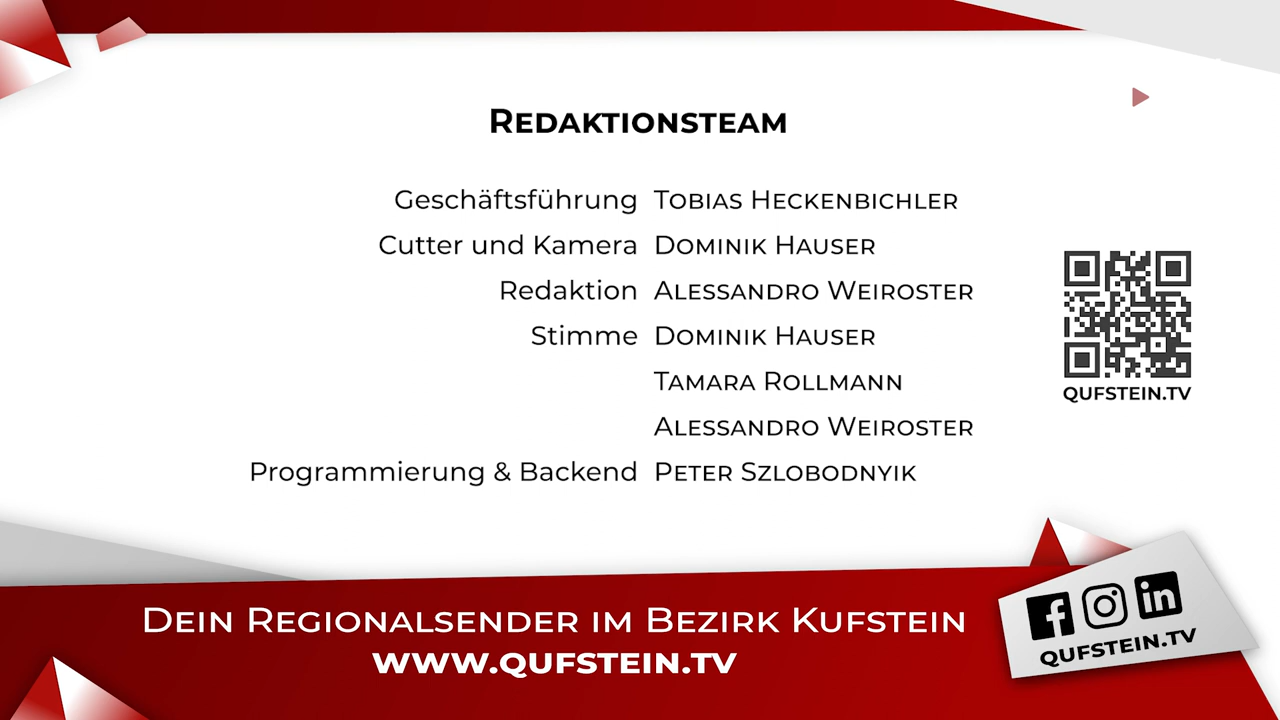 Redaktionsteam
Geschäftsführung Tobias Heckenbichler
Cutter und Kamera Dominik Hauser
Redaktion Alessandro Weiroster
Stimme Dominik Hauser
Tamara Rollmann
Alessandro Weiroster
Programmierung & Backend Peter Szlobodnyik
QUFSTEIN.TV
Dein Regionalsender im Bezirk Kufstein
www.qufstein.tv
QUFSTEIN.TV